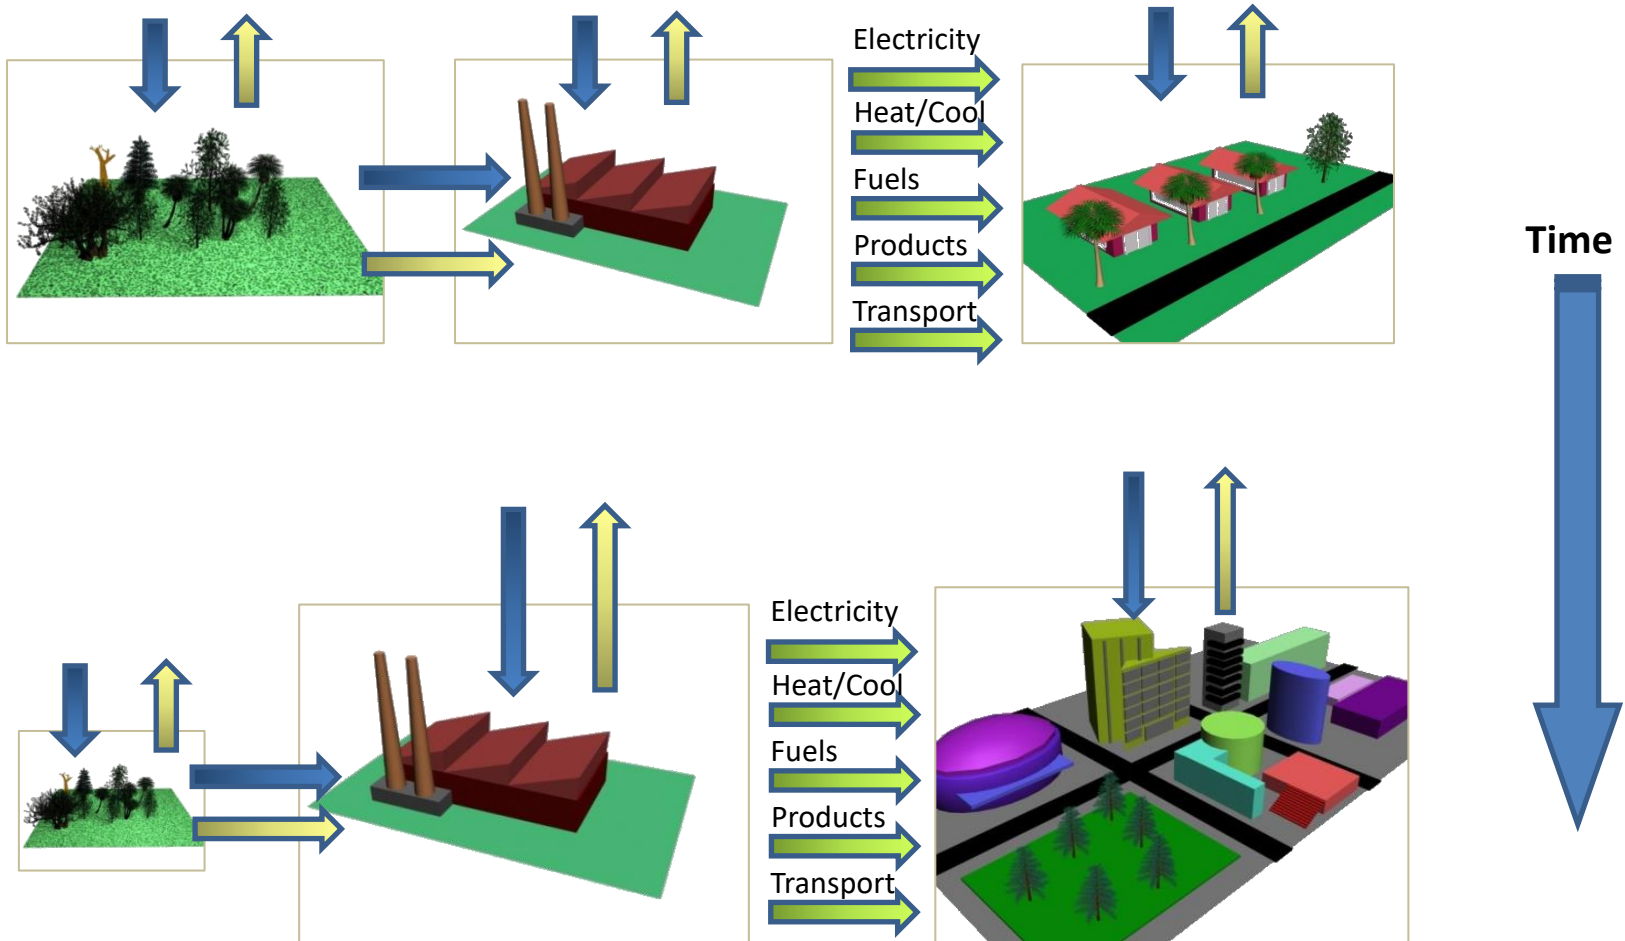 Electricity
Heat/Cool
Fuels
Products
Transport
Time
Electricity
Heat/Cool
Fuels
Products
Transport